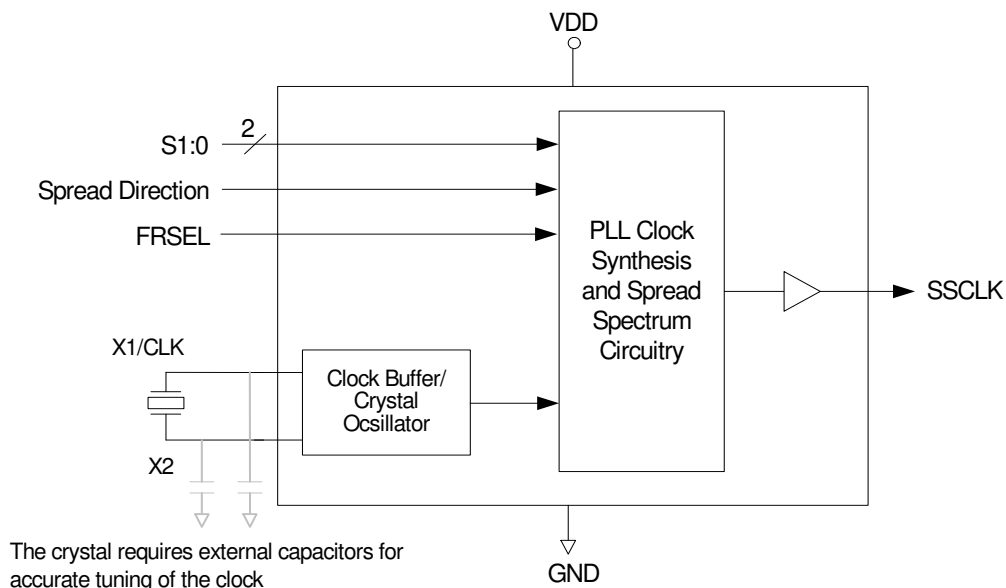 VDD
2
S1:0
Spread Direction
FRSEL
PLL Clock
Synthesis
and Spread
Spectrum
Circuitry
SSCLK
X1/CLK
Clock Buffer/
Crystal
Ocsillator
X2
The crystal requires external capacitors for
accurate tuning of the clock
GND